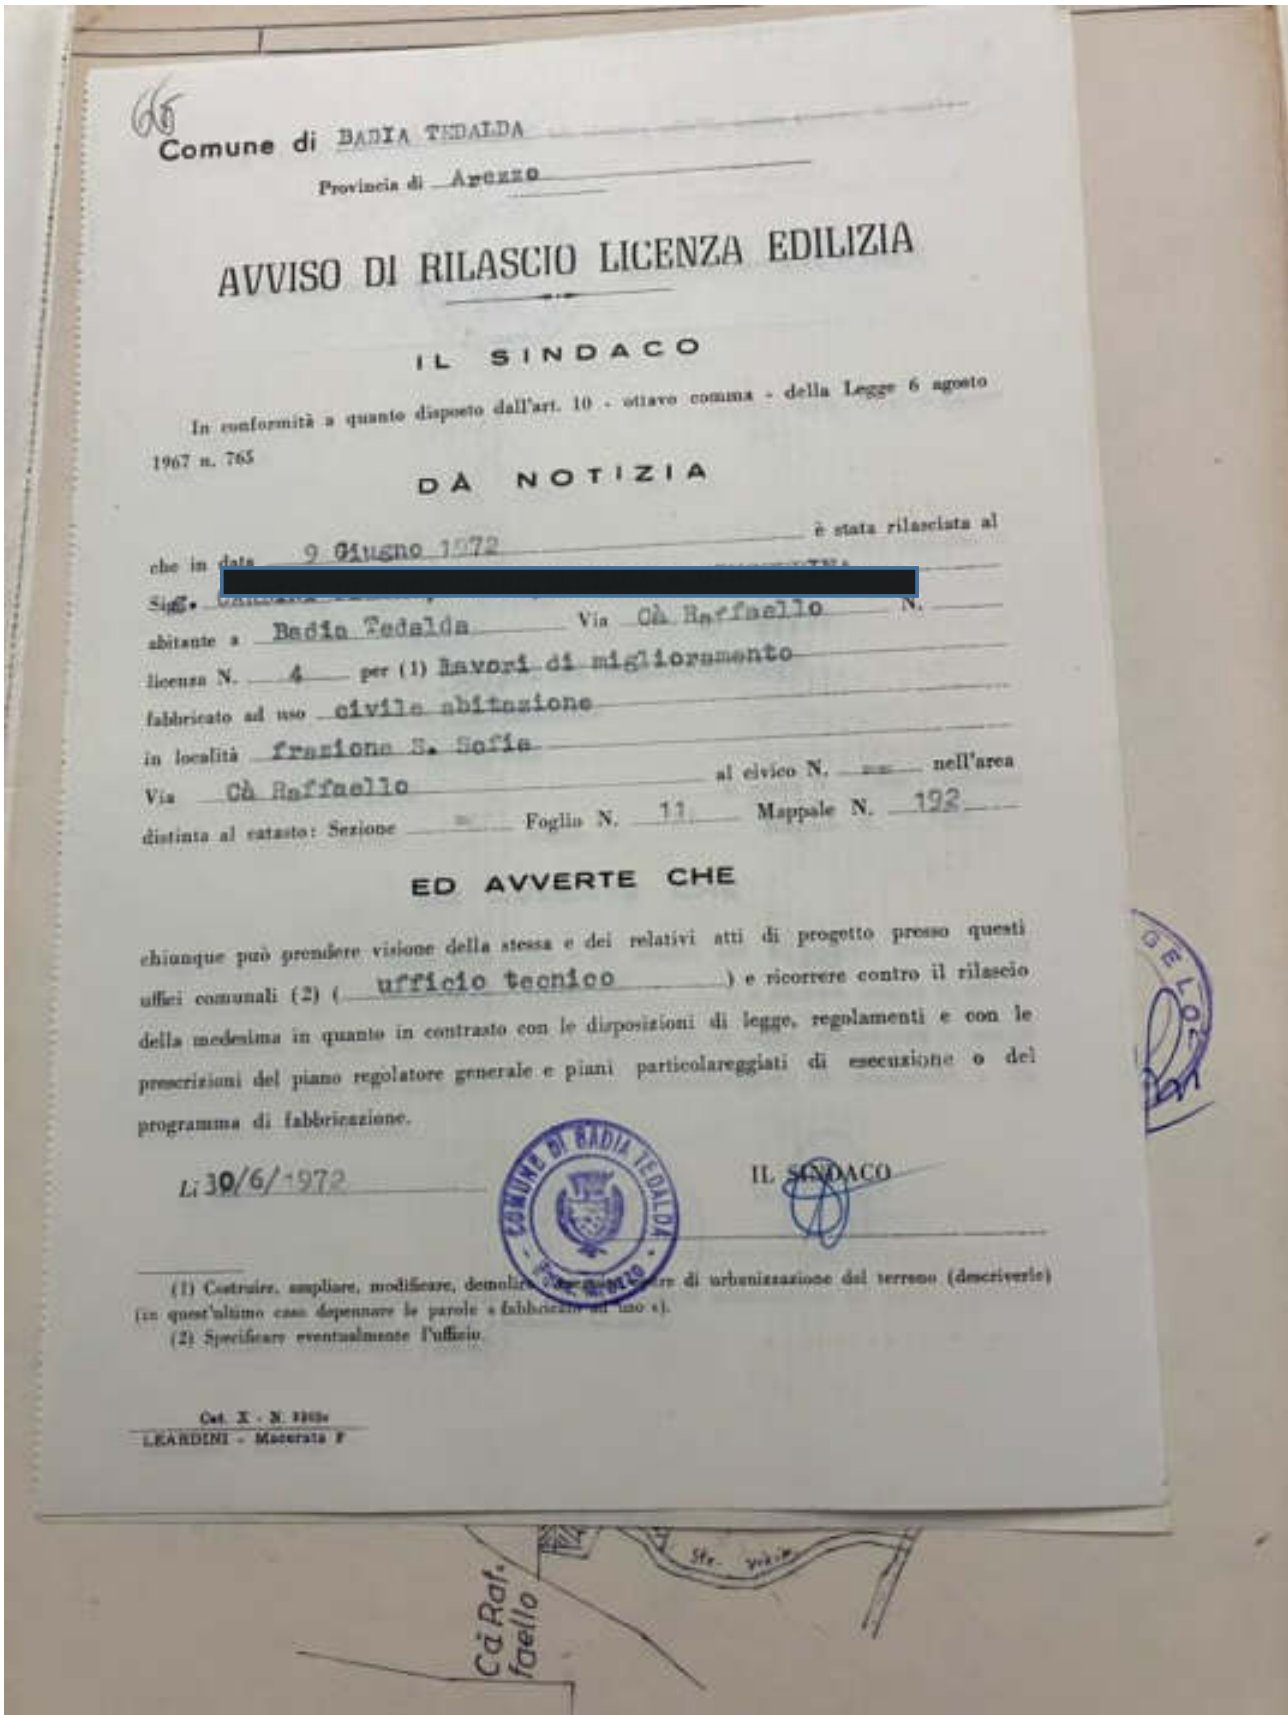 66
Comune di BADIA TEDALDA
Provincia di Arezzo
AVVISO DI RILASCIO LICENZA EDILIZIA
IL SINDACO
In conformità a quanto disposto dall'art. 10 - ottavo comma - della Legge 6 agosto
1967 n. 765
DÀ NOTIZIA
che in data 9 Giugno 1972 è stata rilasciata al
Sigg.
abitante a Badia Tedalda Via Cà Raffaello N.
licenza N. 4 per (1) Lavori di miglioramento
fabbricato ad uso civile abitazione
in località frazione S. Sofia
Via Cà Raffaello al civico N. == nell'area
distinta al catasto: Sezione = Foglio N. 11 Mappale N. 192
ED AVVERTE CHE
chiunque può prendere visione della stessa e dei relativi atti di progetto presso questi
uffici comunali (2) ( ufficio tecnico ) e ricorrere contro il rilascio
della medesima in quanto in contrasto con le disposizioni di legge, regolamenti e con le
prescrizioni del piano regolatore generale e piani particolareggiati di esecuzione o del
programma di fabbricazione.
Li 30/6/1972
IL SINDACO
COMUNE DI BADIA TEDALDA
(1) Costruire, ampliare, modificare, demolire di urbanizzazione del terreno (descriverle)
(in quest'ultimo caso depennare le parole « fabbricato ad uso »).
(2) Specificare eventualmente l'ufficio.
Cat. X - N.
LEARDINI - Macerata F
GELO
Str. vicin.
Cà Raf-
faello